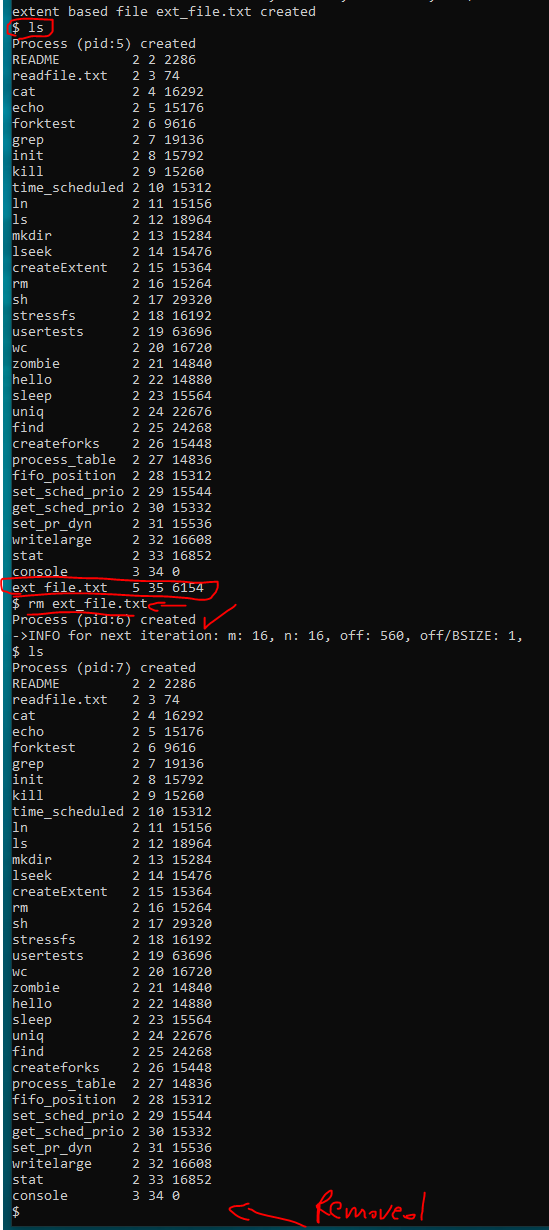 extent based file ext_file.txt created
$ ls
Process (pid:5) created
README         2 2 2286
readfile.txt   2 3 74
cat            2 4 16292
echo           2 5 15176
forktest       2 6 9616
grep           2 7 19136
init           2 8 15792
kill           2 9 15260
time_scheduled 2 10 15312
ln             2 11 15156
ls             2 12 18964
mkdir          2 13 15284
lseek          2 14 15476
createExtent   2 15 15364
rm             2 16 15264
sh             2 17 29320
stressfs       2 18 16192
usertests      2 19 63696
wc             2 20 16720
zombie         2 21 14840
hello          2 22 14880
sleep          2 23 15564
uniq           2 24 22676
find           2 25 24268
createforks    2 26 15448
process_table  2 27 14836
fifo_position  2 28 15312
set_sched_prio 2 29 15544
get_sched_prio 2 30 15332
set_pr_dyn     2 31 15536
writelarge     2 32 16608
stat           2 33 16852
console        3 34 0
ext_file.txt   5 35 6154
$ rm ext_file.txt
Process (pid:6) created
->INFO for next iteration: m: 16, n: 16, off: 560, off/BSIZE: 1,
$ ls
Process (pid:7) created
README         2 2 2286
readfile.txt   2 3 74
cat            2 4 16292
echo           2 5 15176
forktest       2 6 9616
grep           2 7 19136
init           2 8 15792
kill           2 9 15260
time_scheduled 2 10 15312
ln             2 11 15156
ls             2 12 18964
mkdir          2 13 15284
lseek          2 14 15476
createExtent   2 15 15364
rm             2 16 15264
sh             2 17 29320
stressfs       2 18 16192
usertests      2 19 63696
wc             2 20 16720
zombie         2 21 14840
hello          2 22 14880
sleep          2 23 15564
uniq           2 24 22676
find           2 25 24268
createforks    2 26 15448
process_table  2 27 14836
fifo_position  2 28 15312
set_sched_prio 2 29 15544
get_sched_prio 2 30 15332
set_pr_dyn     2 31 15536
writelarge     2 32 16608
stat           2 33 16852
console        3 34 0
$ Removed